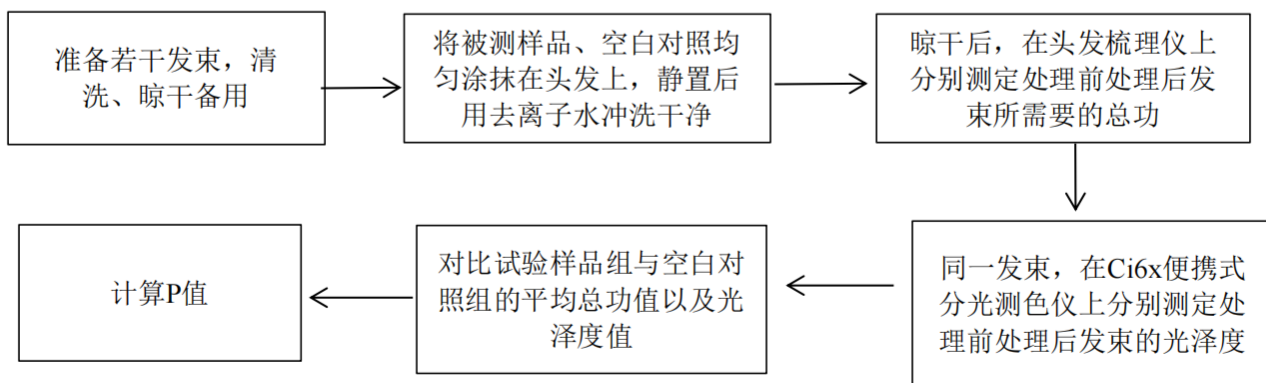 准备若干发束，清
洗、晾干备用
将被测样品、空白对照均
匀涂抹在头发上，静置后
用去离子水冲洗干净
晾干后，在头发梳理仪上
分别测定处理前处理后发
束所需要的总功
同一发束，在Ci6x便携式
分光测色仪上分别测定处
理前处理后发束的光泽度
对比试验样品组与空白对
照组的平均总功值以及光
泽度值
计算P值